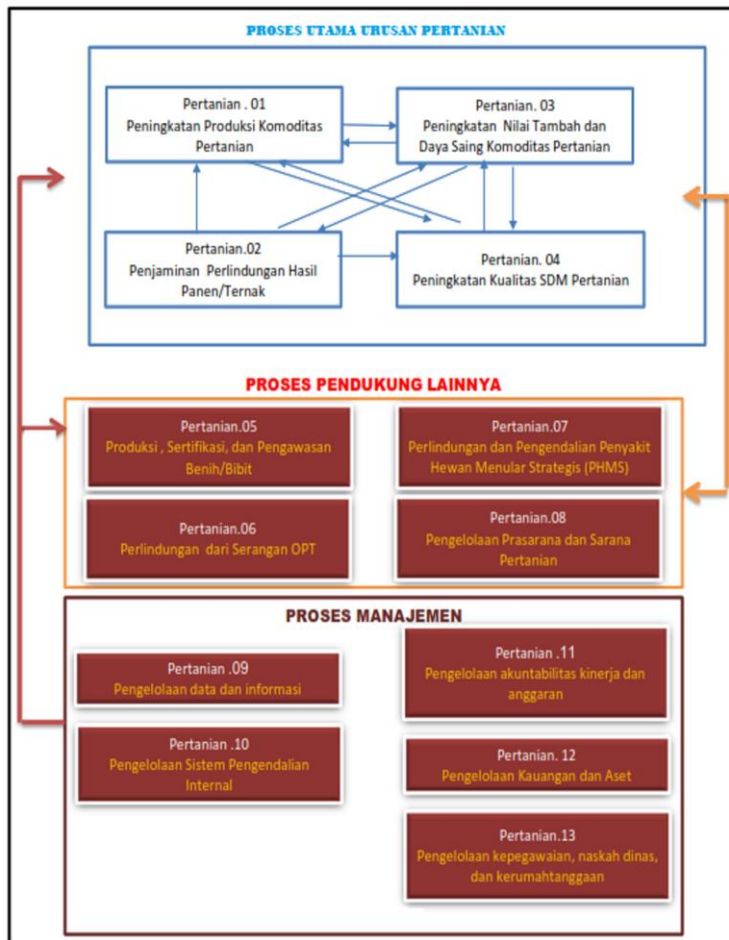 PROSES UTAMA URUSAN PERTANIAN
Pertanian . 01
Peningkatan Produksi Komoditas
Pertanian
Pertanian. 03
Peningkatan Nilai Tambah dan
Daya Saing Komoditas Pertanian
Pertanian.02
Penjaminan Perlindungan Hasil
Panen/Ternak
Pertanian. 04
Peningkatan Kualitas SDM Pertanian
PROSES PENDUKUNG LAINNYA
Pertanian.05
Produksi , Sertifikasi, dan Pengawasan
Benih/Bibit
Pertanian.07
Perlindungan dan Pengendalian Penyakit
Hewan Menular Strategis (PHMS)
Pertanian.06
Perlindungan dari Serangan OPT
Pertanian.08
Pengelolaan Prasarana dan Sarana
Pertanian
PROSES MANAJEMEN
Pertanian .09
Pengelolaan data dan informasi
Pertanian .11
Pengelolaan akuntabilitas kinerja dan
anggaran
Pertanian .10
Pengelolaan Sistem Pengendalian
Internal
Pertanian. 12
Pengelolaan Kauangan dan Aset
Pertanian.13
Pengelolaan kepegawaian, naskah dinas,
dan kerumahtanggaan